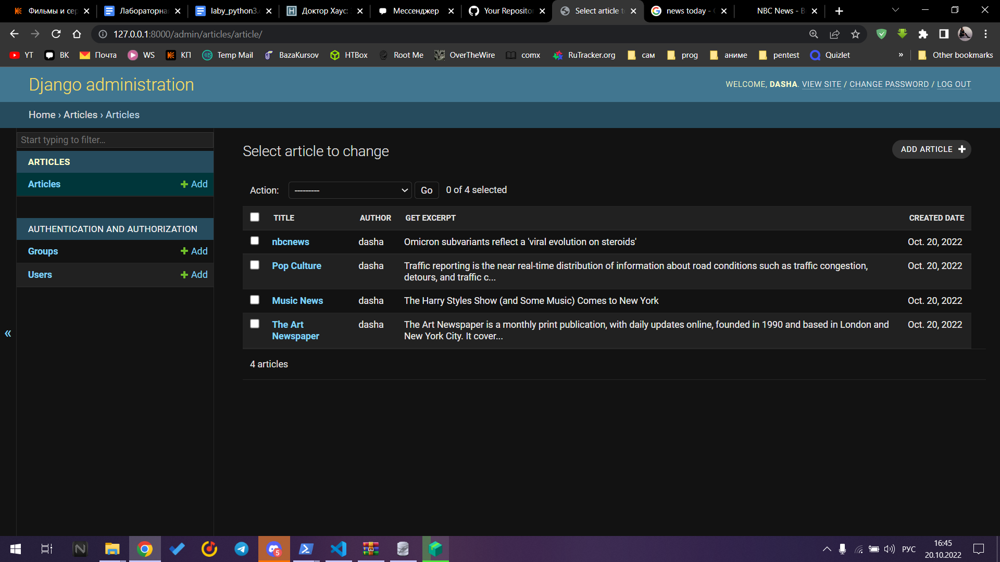 Фильмы и сер
Лабораторна
laby_python3.
Доктор Хаус:
Мессенджер
Your Reposito
Select article t
news today -
NBC News - B
127.0.0.1:8000/admin/articles/article/
YT
ВК
Почта
WS
КП
Temp Mail
BazaKursov
HTBox
Root Me
OverTheWire
comx
RuTracker.org
сам
prog
аниме
pentest
Quizlet
»
Other bookmarks
Django administration
WELCOME, DASHA. VIEW SITE / CHANGE PASSWORD / LOG OUT
Home › Articles › Articles
Start typing to filter...
ARTICLES
Articles
Add
AUTHENTICATION AND AUTHORIZATION
Groups
Add
Users
Add
«
Select article to change
ADD ARTICLE
Action: --------- Go 0 of 4 selected
TITLE AUTHOR GET EXCERPT CREATED DATE
nbcnews dasha Omicron subvariants reflect a 'viral evolution on steroids' Oct. 20, 2022
Pop Culture dasha Traffic reporting is the near real-time distribution of information about road conditions such as traffic congestion, Oct. 20, 2022
detours, and traffic c...
Music News dasha The Harry Styles Show (and Some Music) Comes to New York Oct. 20, 2022
The Art dasha The Art Newspaper is a monthly print publication, with daily updates online, founded in 1990 and based in London and Oct. 20, 2022
Newspaper New York City. It cover...
4 articles
5
РУС
16:45
20.10.2022